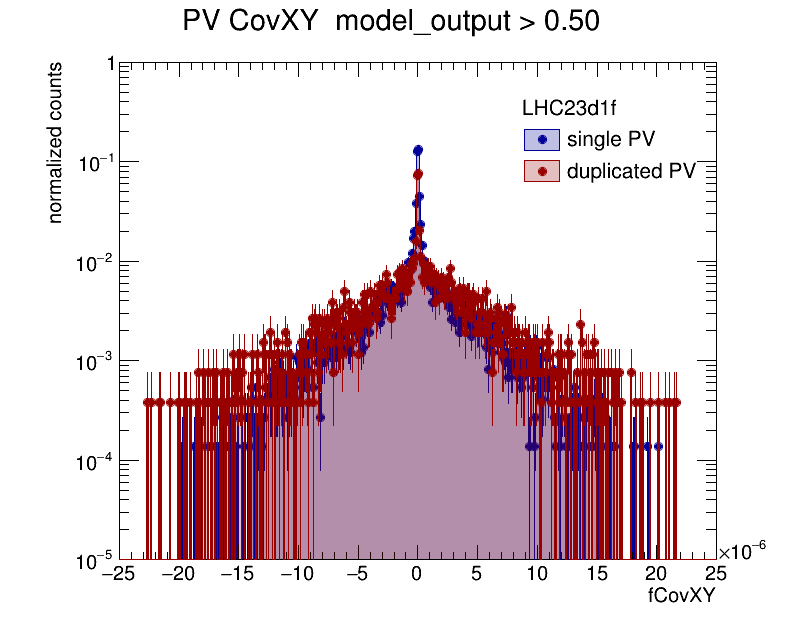 PV CovXY model_output > 0.50
normalized counts
1
10⁻¹
10⁻²
10⁻³
10⁻⁴
10⁻⁵
LHC23d1f
single PV
duplicated PV
−25 −20 −15 −10 −5 0 5 10 15 20 25
×10⁻⁶
fCovXY